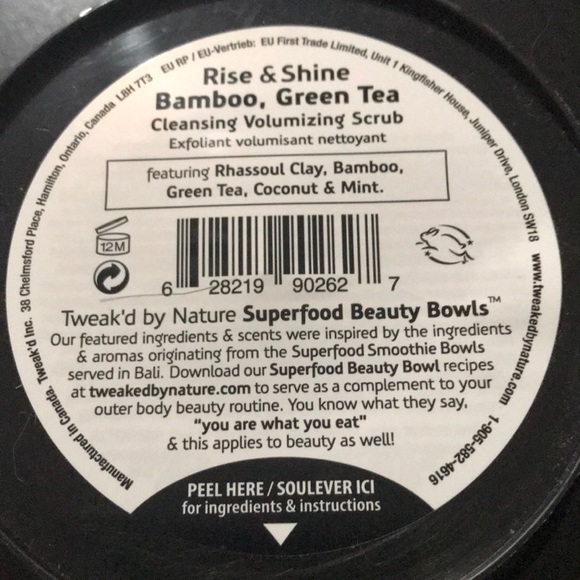 Manufactured in Canada. Tweak'd Inc. 38 Chelmsford Place, Hamilton, Ontario, Canada L8H 7T3 EU RP / EU-Vertrieb: EU First Trade Limited, Unit 1 Kingfisher House, Juniper Drive, London SW18 www.tweakedbynature.com 1-905-582-4616
Rise & Shine
Bamboo, Green Tea
Cleansing Volumizing Scrub
Exfoliant volumisant nettoyant
featuring Rhassoul Clay, Bamboo,
Green Tea, Coconut & Mint.
12M
6 28219 90262 7
Tweak'd by Nature Superfood Beauty Bowls™
Our featured ingredients & scents were inspired by the ingredients
& aromas originating from the Superfood Smoothie Bowls
served in Bali. Download our Superfood Beauty Bowl recipes
at tweakedbynature.com to serve as a complement to your
outer body beauty routine. You know what they say,
"you are what you eat"
& this applies to beauty as well!
PEEL HERE / SOULEVER ICI
for ingredients & instructions